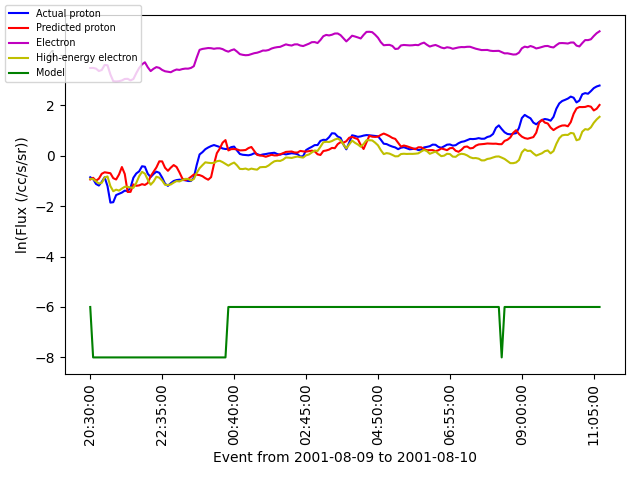 Actual proton
Predicted proton
Electron
High-energy electron
Model
2
0
−2
−4
−6
−8
ln(Flux (/cc/s/sr))
20:30:00
22:35:00
00:40:00
02:45:00
04:50:00
06:55:00
09:00:00
11:05:00
Event from 2001-08-09 to 2001-08-10